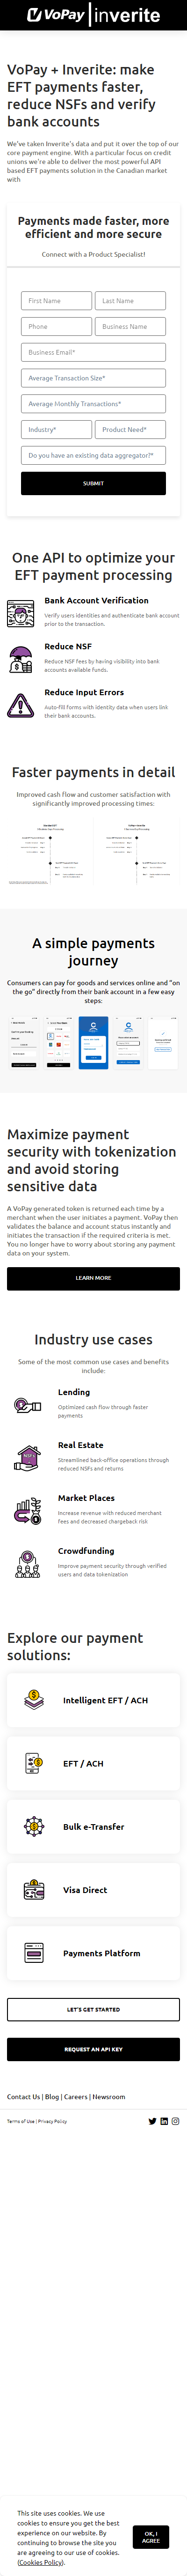 VoPay | inverite
VoPay + Inverite: make
EFT payments faster,
reduce NSFs and verify
bank accounts
We've taken Inverite's data and put it over the top of our
core payment engine. With a particular focus on credit
unions we're able to deliver the most powerful API
based EFT payments solution in the Canadian market
with
Payments made faster, more
efficient and more secure
Connect with a Product Specialist!
First Name
Last Name
Phone
Business Name
Business Email*
Average Transaction Size*
Average Monthly Transactions*
Industry*
Product Need*
Do you have an existing data aggregator?*
SUBMIT
One API to optimize your
EFT payment processing
Bank Account Verification
Verify users identities and authenticate bank account
prior to the transaction.
Reduce NSF
Reduce NSF fees by having visibility into bank
accounts available funds.
Reduce Input Errors
Auto-fill forms with identity data when users link
their bank accounts.
Faster payments in detail
Improved cash flow and customer satisfaction with
significantly improved processing times:
A simple payments
journey
Consumers can pay for goods and services online and "on
the go" directly from their bank account in a few easy
steps:
Maximize payment
security with tokenization
and avoid storing
sensitive data
A VoPay generated token is returned each time by a
merchant when the user initiates a payment. VoPay then
validates the balance and account status instantly and
initiates the transaction if the required criteria is met.
You no longer have to worry about storing any payment
data on your system.
LEARN MORE
Industry use cases
Some of the most common use cases and benefits
include:
Lending
Optimized cash flow through faster
payments
Real Estate
Streamlined back-office operations through
reduced NSFs and returns
Market Places
Increase revenue with reduced merchant
fees and decreased chargeback risk
Crowdfunding
Improve payment security through verified
users and data tokenization
Explore our payment
solutions:
Intelligent EFT / ACH
EFT / ACH
Bulk e-Transfer
Visa Direct
Payments Platform
LET'S GET STARTED
REQUEST AN API KEY
Contact Us | Blog | Careers | Newsroom
Terms of Use | Privacy Policy
This site uses cookies. We use
cookies to ensure you get the best
experience on our website. By
continuing to browse the site you
are agreeing to our use of cookies.
(Cookies Policy).
OK, I
AGREE